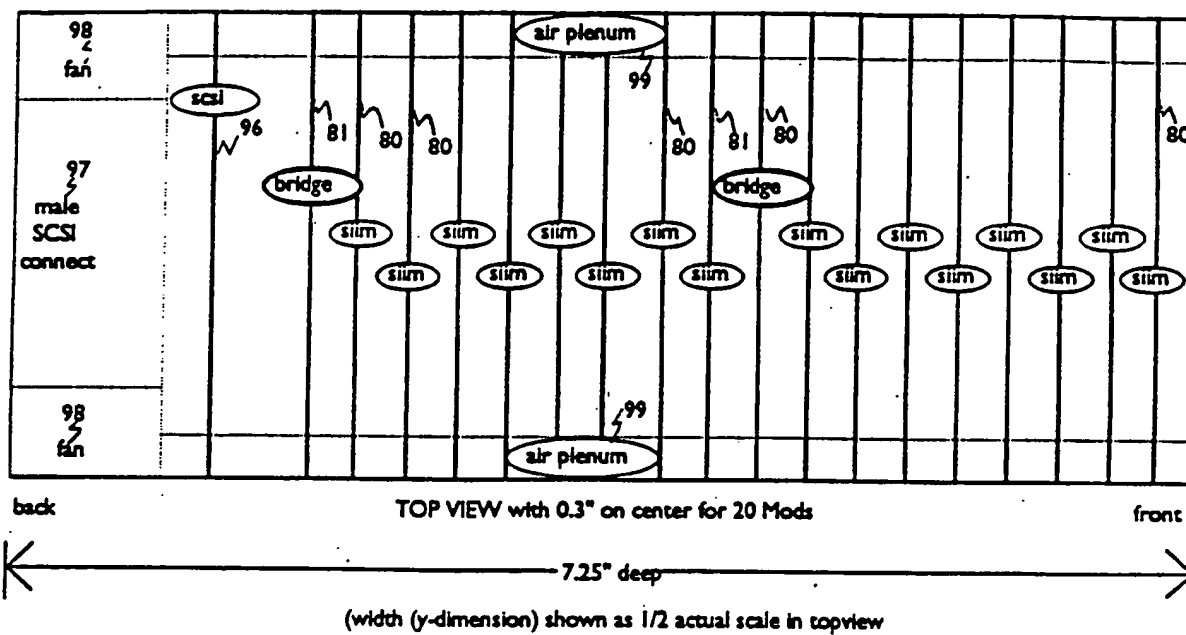 98
fan
air plenum
99
scsi
96
81
80
80
80
81
80
80
97
male
SCSI
connect
bridge
bridge
siim siim siim siim siim siim siim siim
siim siim siim siim siim siim siim siim
98
fan
99
air plenum
back
TOP VIEW with 0.3" on center for 20 Mods
front
7.25" deep
(width (y-dimension) shown as 1/2 actual scale in topview